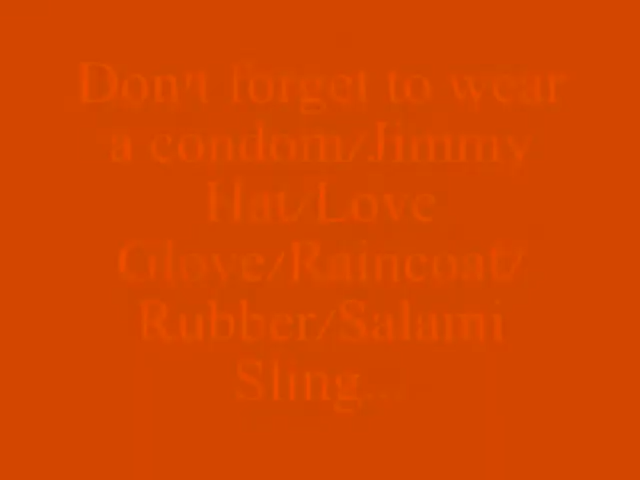 Don't forget to wear
a condom/Jimmy
Hat/Love
Glove/Raincoat/
Rubber/Salami
Sling...